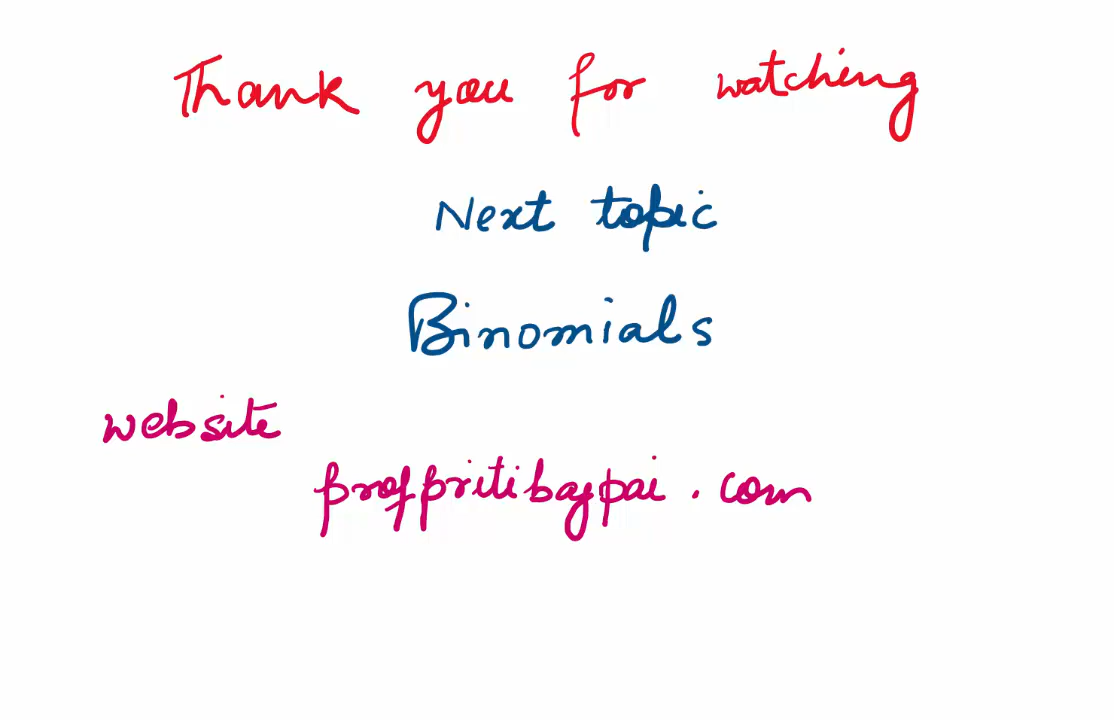 Thank you for watching
Next topic
Binomials
website
profpritibajpai.com